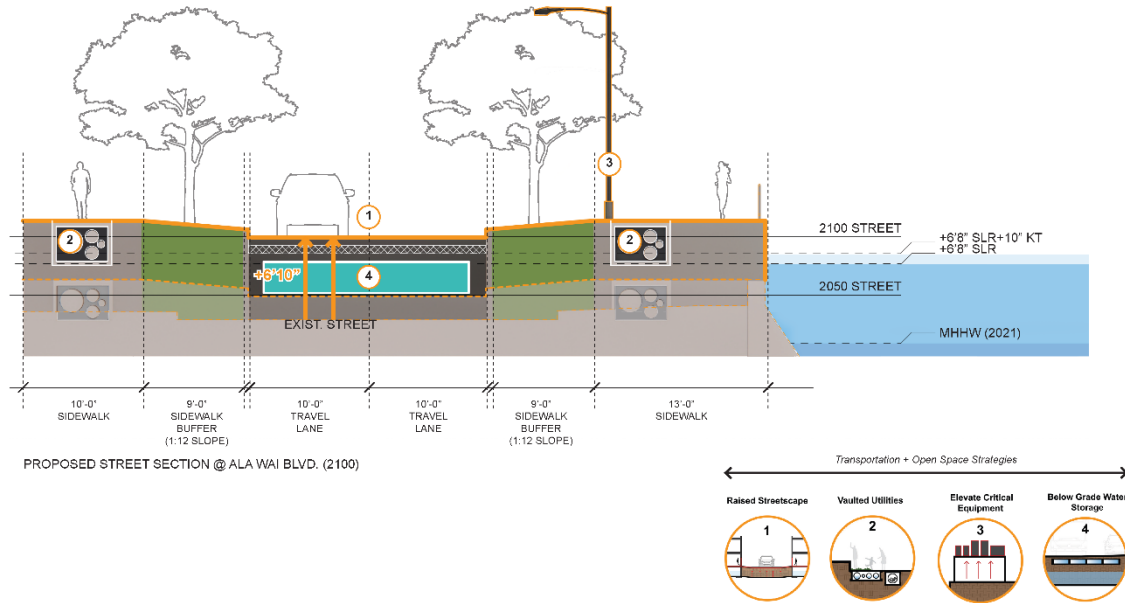 3
2
1
2
2100 STREET
+6'8" SLR+10" KT
+6'8" SLR
+6'10"
4
2050 STREET
EXIST. STREET
MHHW (2021)
10'-0"
SIDEWALK
9'-0"
SIDEWALK
BUFFER
(1:12 SLOPE)
10'-0"
TRAVEL
LANE
10'-0"
TRAVEL
LANE
9'-0"
SIDEWALK
BUFFER
(1:12 SLOPE)
13'-0"
SIDEWALK
PROPOSED STREET SECTION @ ALA WAI BLVD. (2100)
Transportation + Open Space Strategies
Raised Streetscape
1
Vaulted Utilities
2
Elevate Critical
Equipment
3
Below Grade Water
Storage
4